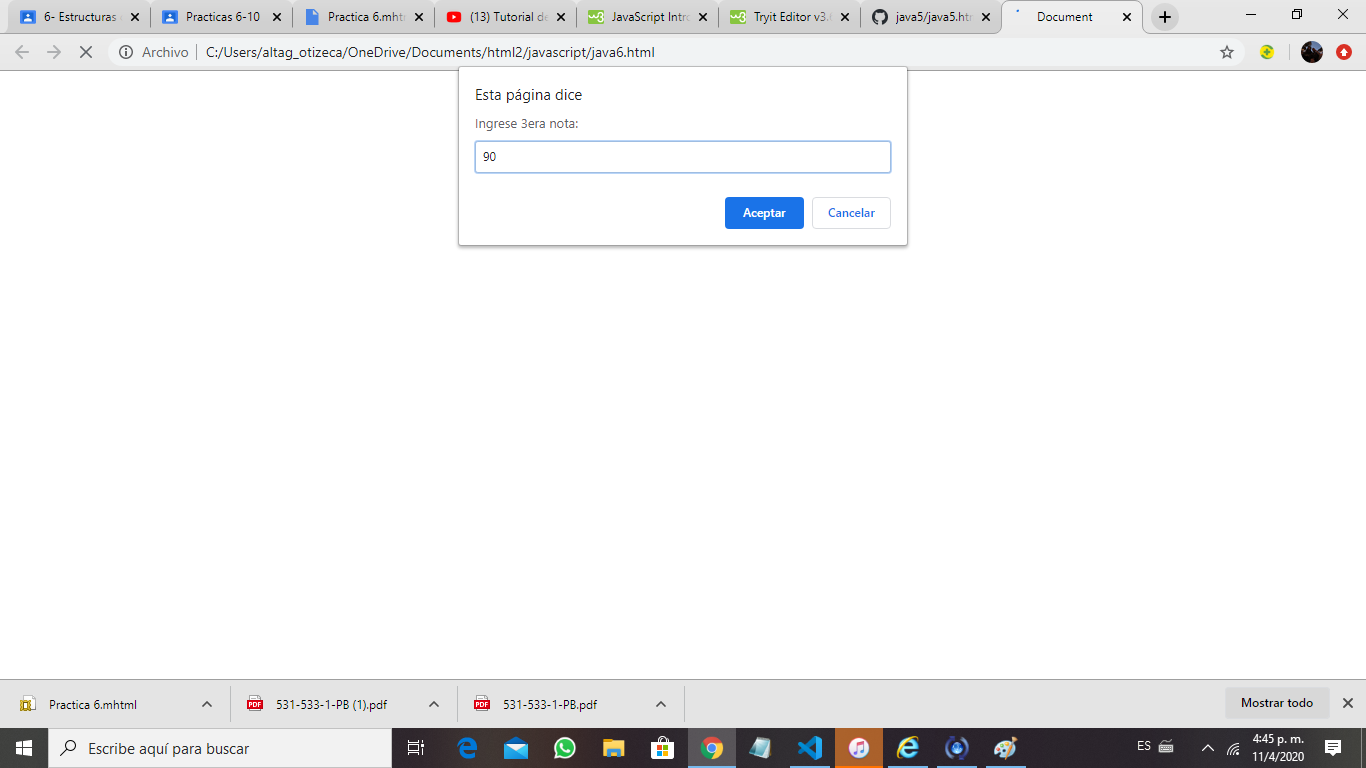 6- Estructuras
Practicas 6-10
Practica 6.mhtm
(13) Tutorial de
JavaScript Intro
Tryit Editor v3.
java5/java5.htm
Document
Archivo
C:/Users/altag_otizeca/OneDrive/Documents/html2/javascript/java6.html
Esta página dice
Ingrese 3era nota:
90
Aceptar
Cancelar
Practica 6.mhtml
PDF
531-533-1-PB (1).pdf
PDF
531-533-1-PB.pdf
Mostrar todo
Escribe aquí para buscar
ES
4:45 p. m.
11/4/2020